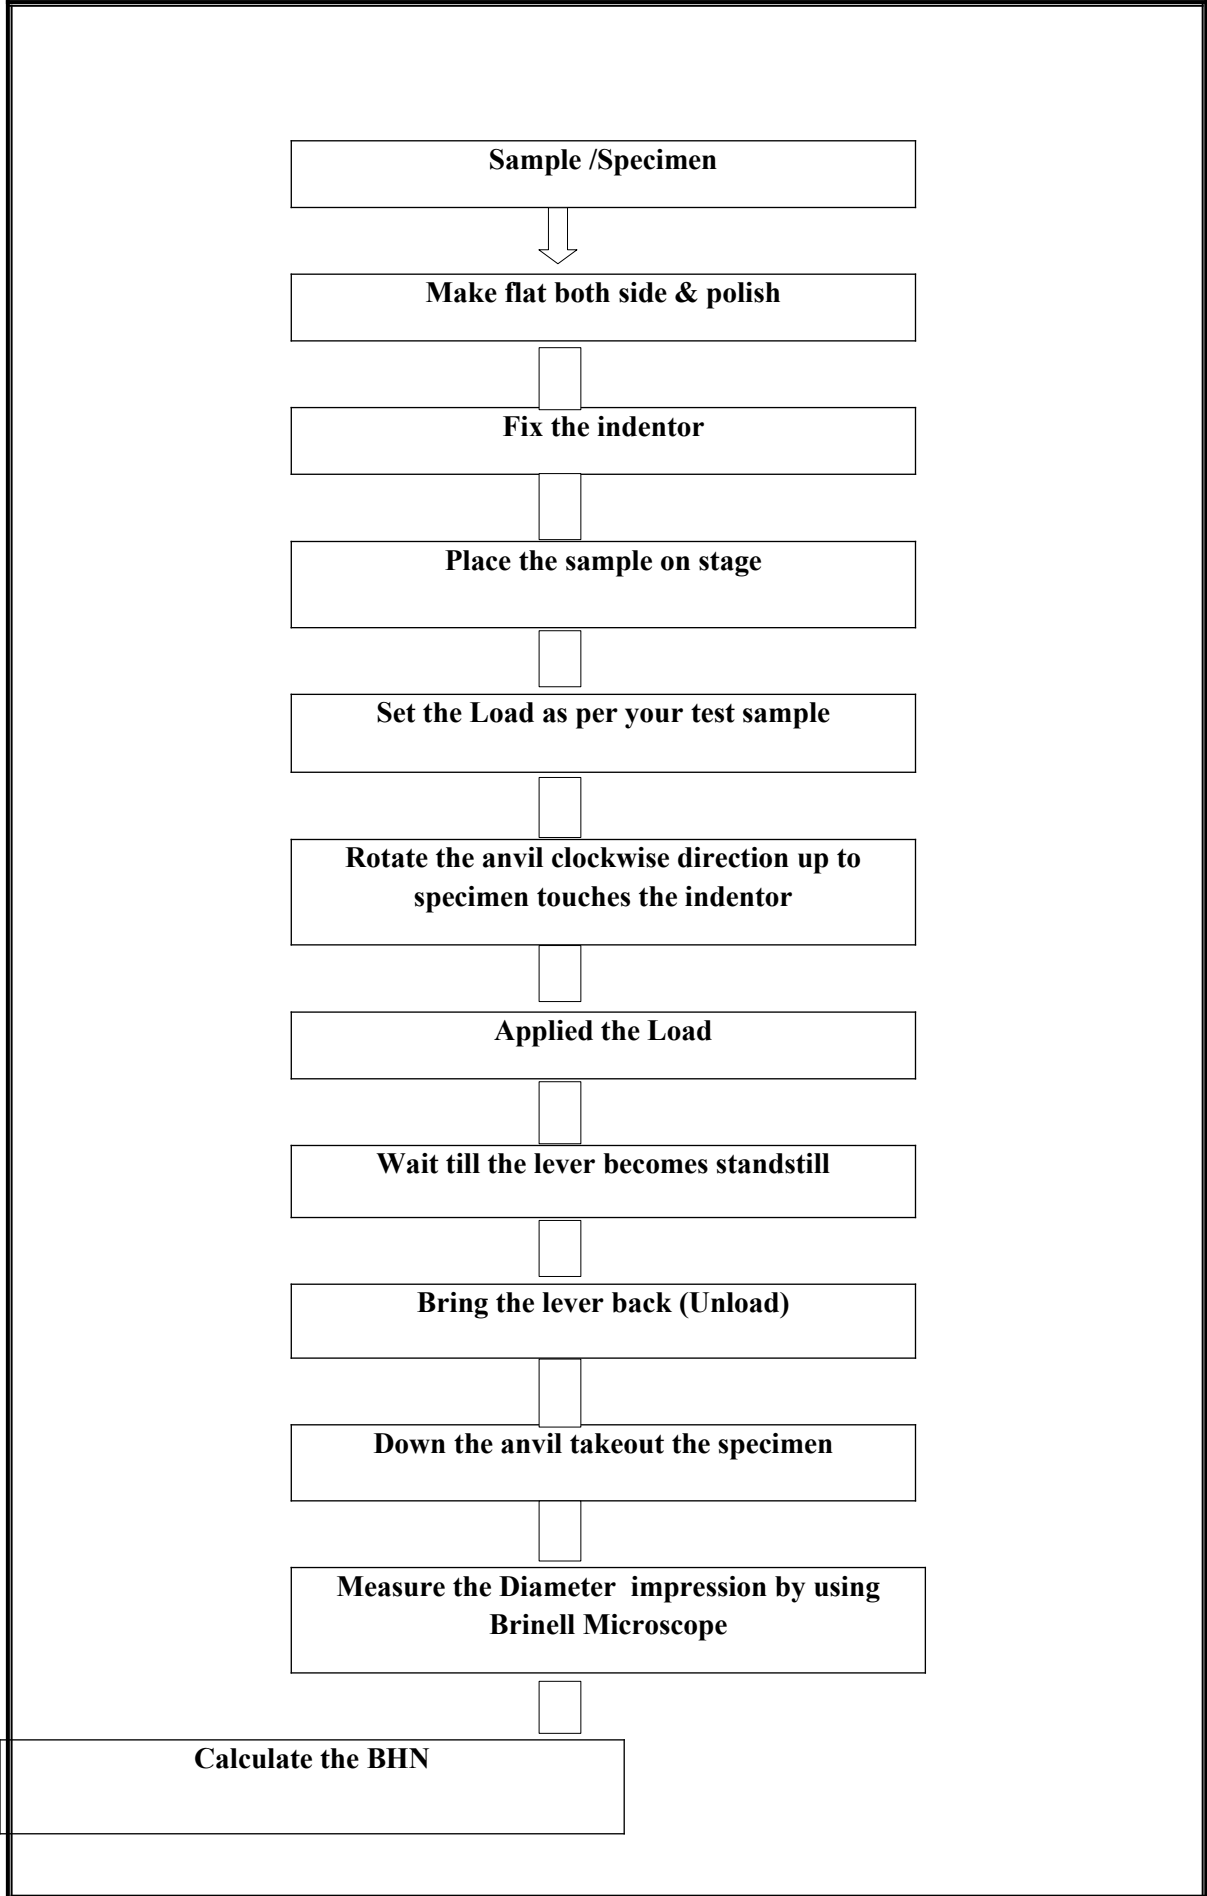 Sample /Specimen
Make flat both side & polish
Fix the indentor
Place the sample on stage
Set the Load as per your test sample
Rotate the anvil clockwise direction up to
specimen touches the indentor
Applied the Load
Wait till the lever becomes standstill
Bring the lever back (Unload)
Down the anvil takeout the specimen
Measure the Diameter  impression by using
Brinell Microscope
Calculate the BHN